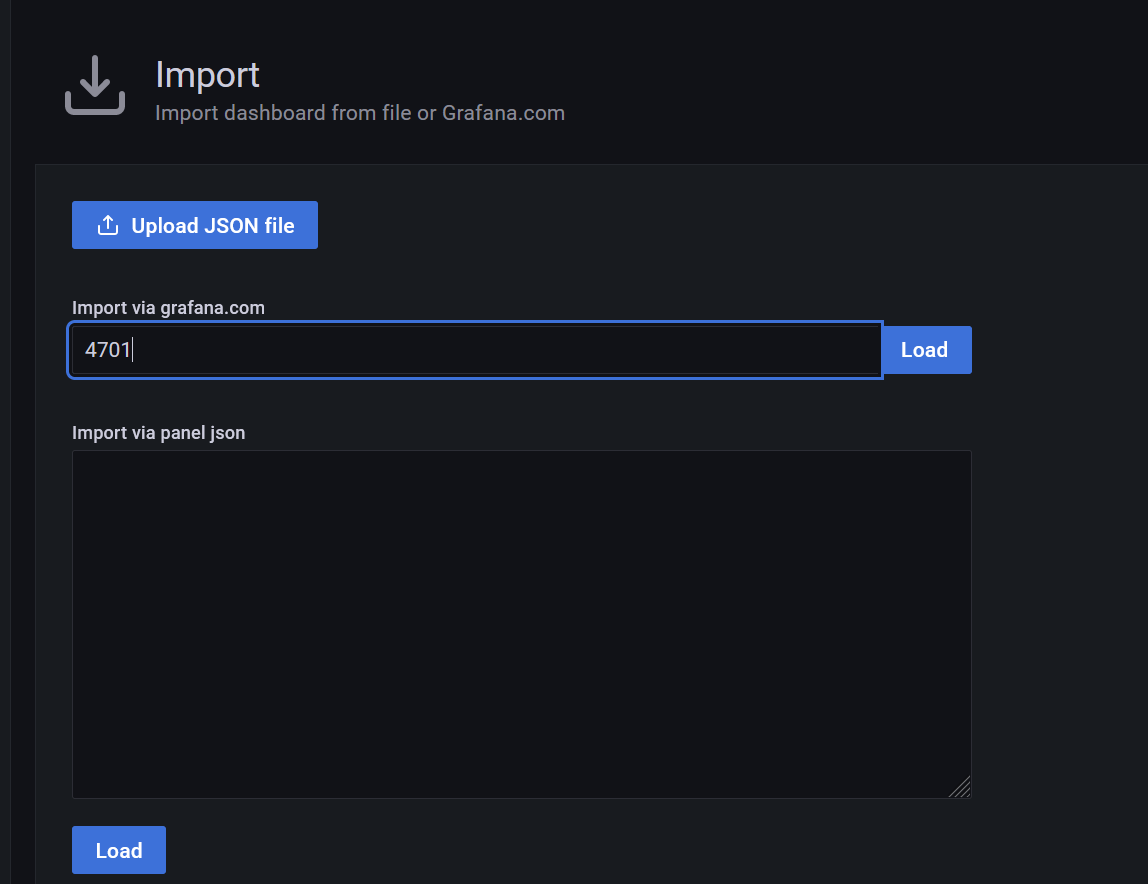 Import
Import dashboard from file or Grafana.com
Upload JSON file
Import via grafana.com
4701
Load
Import via panel json
Load